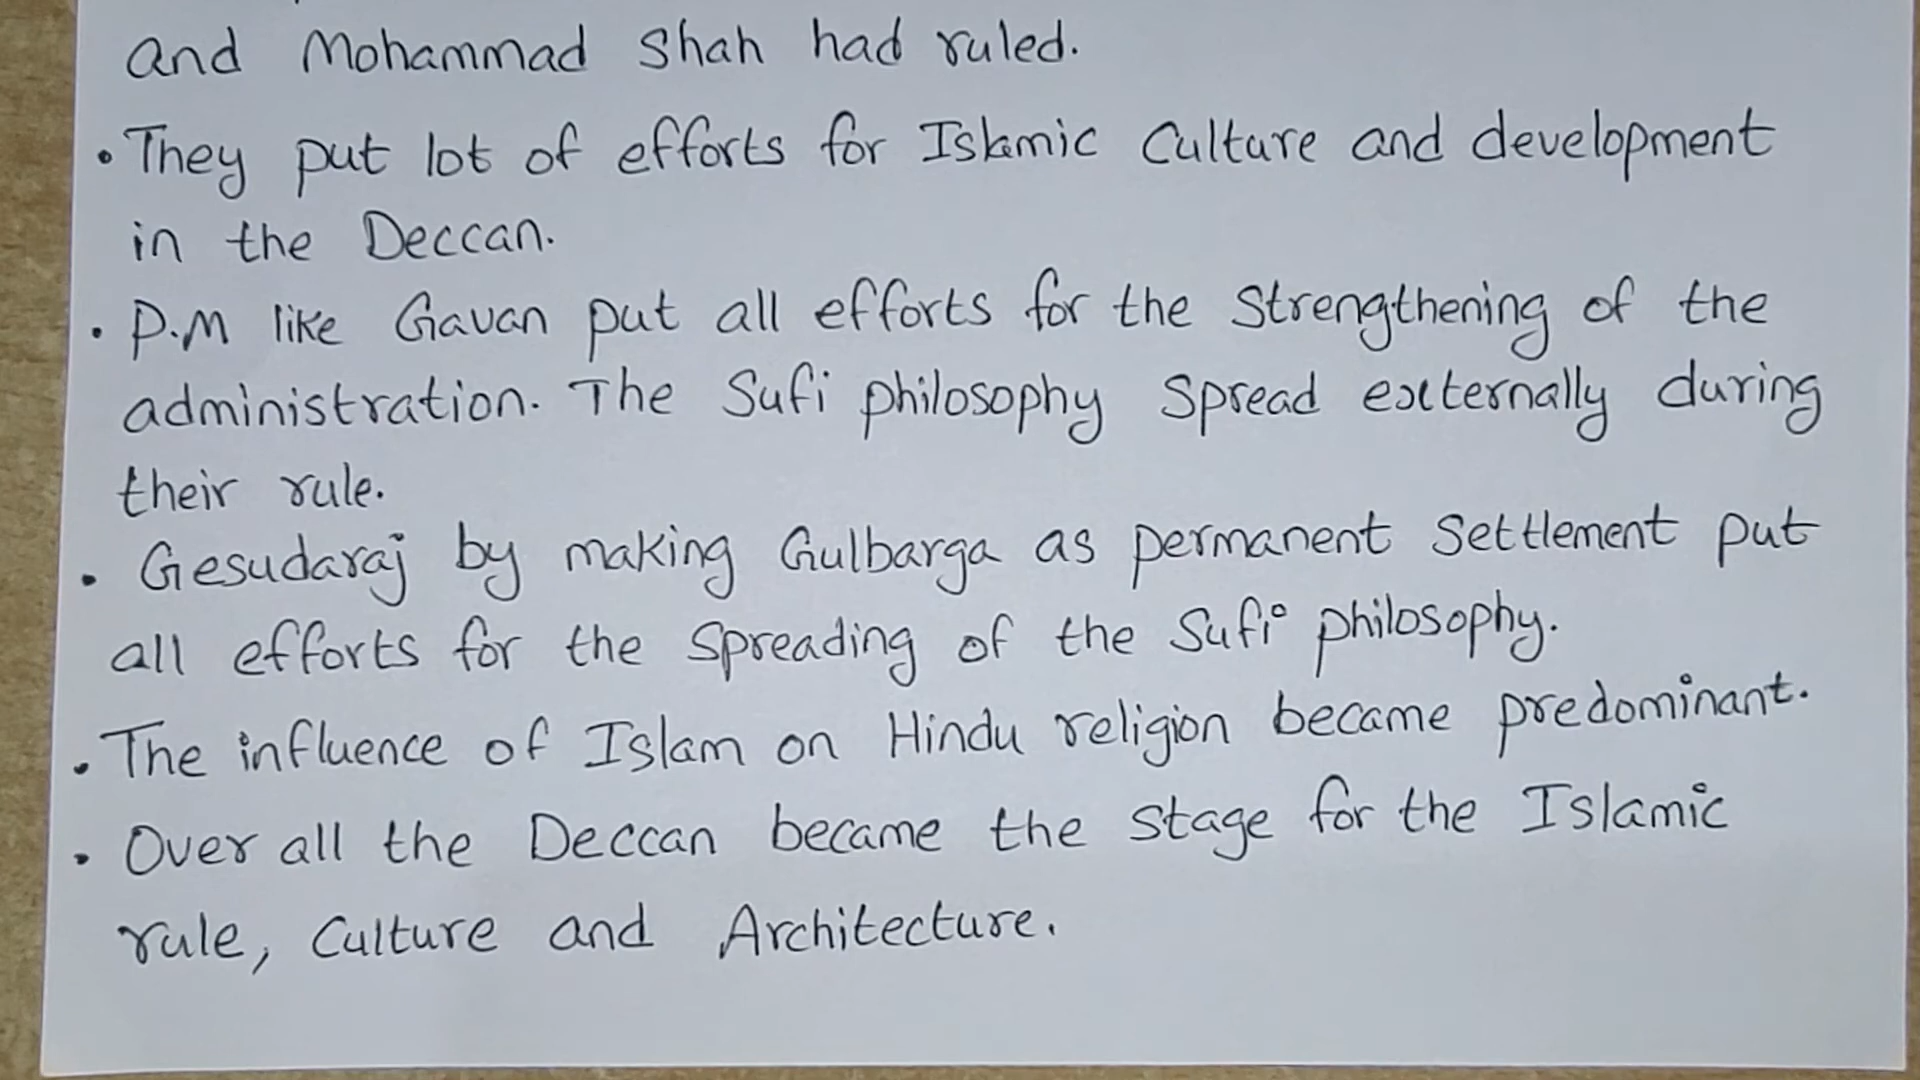 and Mohammad Shah had ruled.
• They put lot of efforts for Islamic Culture and development
in the Deccan.
• P.M like Gavan put all efforts for the Strengthening of the
administration. The Sufi philosophy Spread externally during
their rule.
• Gesudaraj by making Gulbarga as permanent Settlement put
all efforts for the Spreading of the Sufi philosophy.
• The influence of Islam on Hindu religion became predominant.
• Over all the Deccan became the Stage for the Islamic
rule, Culture and Architecture.